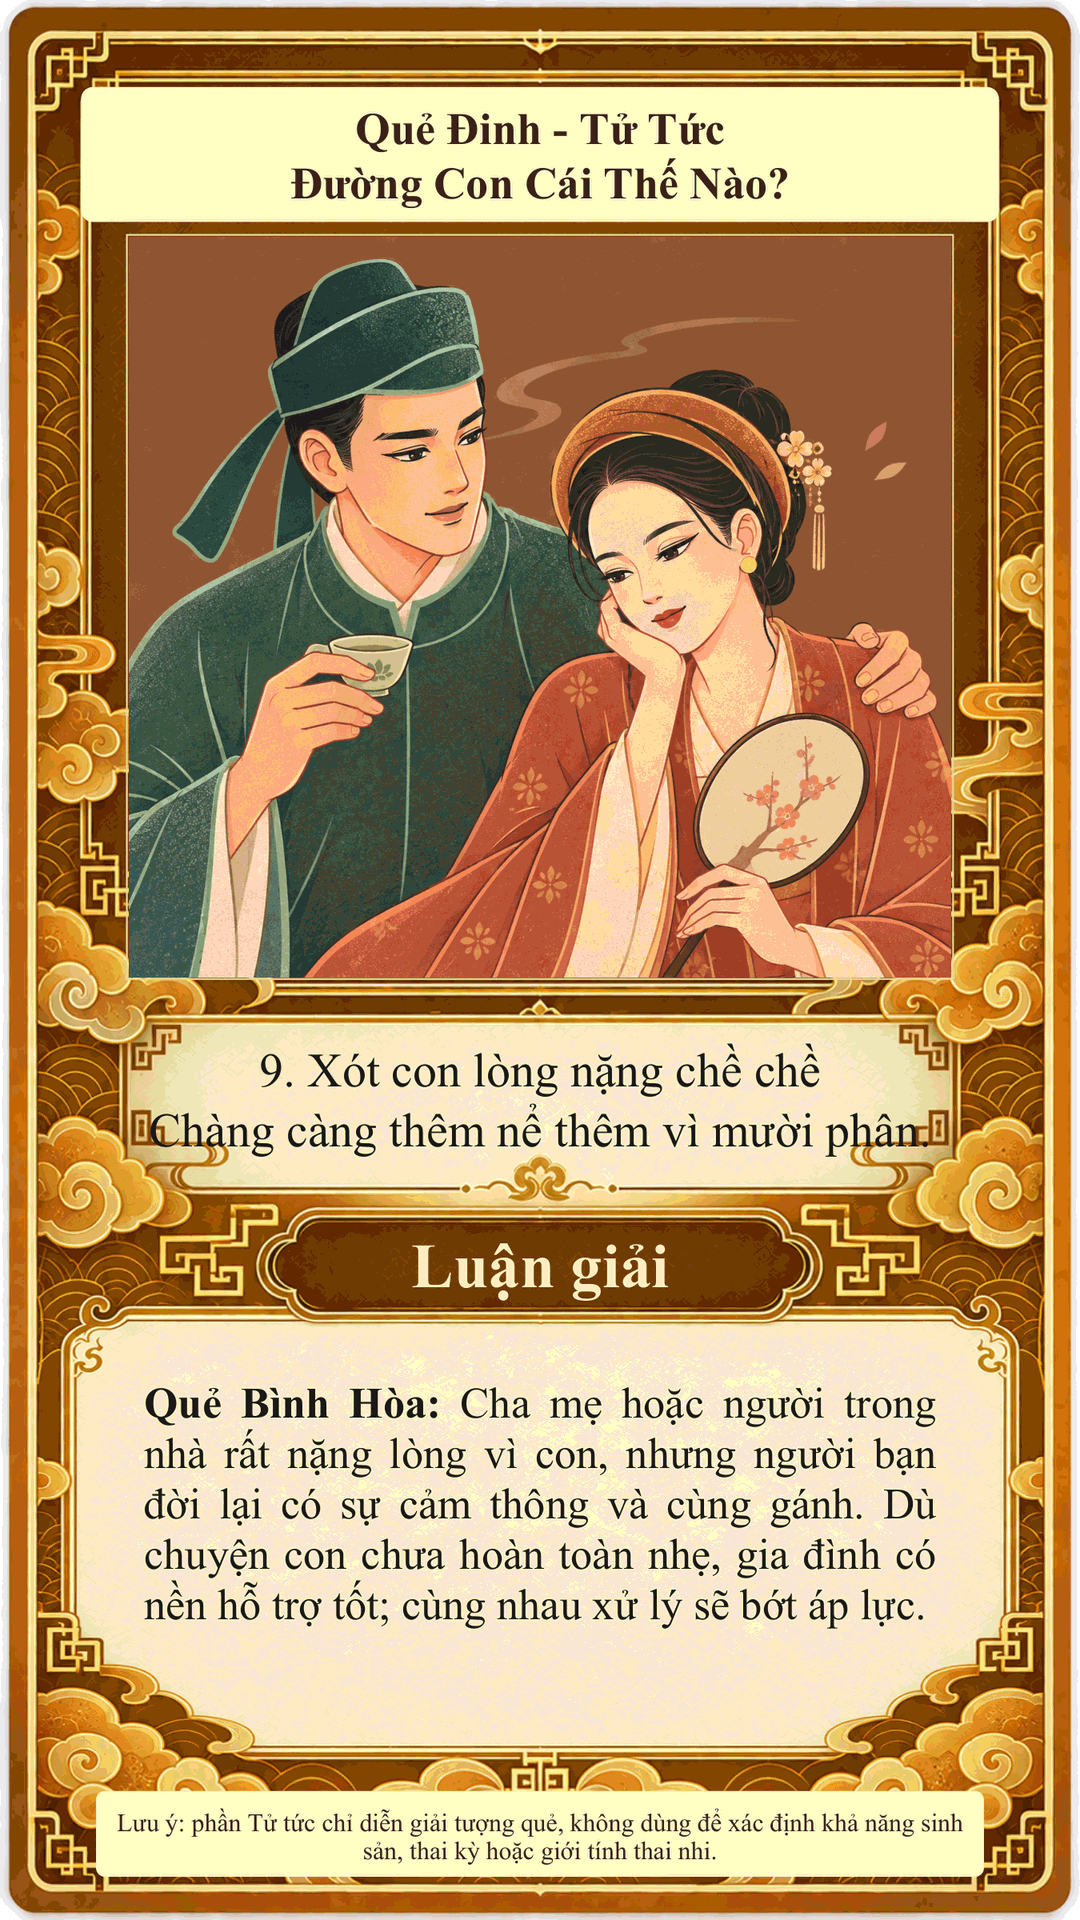 Quẻ Đinh - Tử Tức
Đường Con Cái Thế Nào?
9. Xót con lòng nặng chề chề
Chàng càng thêm nể thêm vì mười phân.
Luận giải
Quẻ Bình Hòa: Cha mẹ hoặc người trong
nhà rất nặng lòng vì con, nhưng người bạn
đời lại có sự cảm thông và cùng gánh. Dù
chuyện con chưa hoàn toàn nhẹ, gia đình có
nền hỗ trợ tốt; cùng nhau xử lý sẽ bớt áp lực.
Lưu ý: phần Tử tức chỉ diễn giải tượng quẻ, không dùng để xác định khả năng sinh
sản, thai kỳ hoặc giới tính thai nhi.